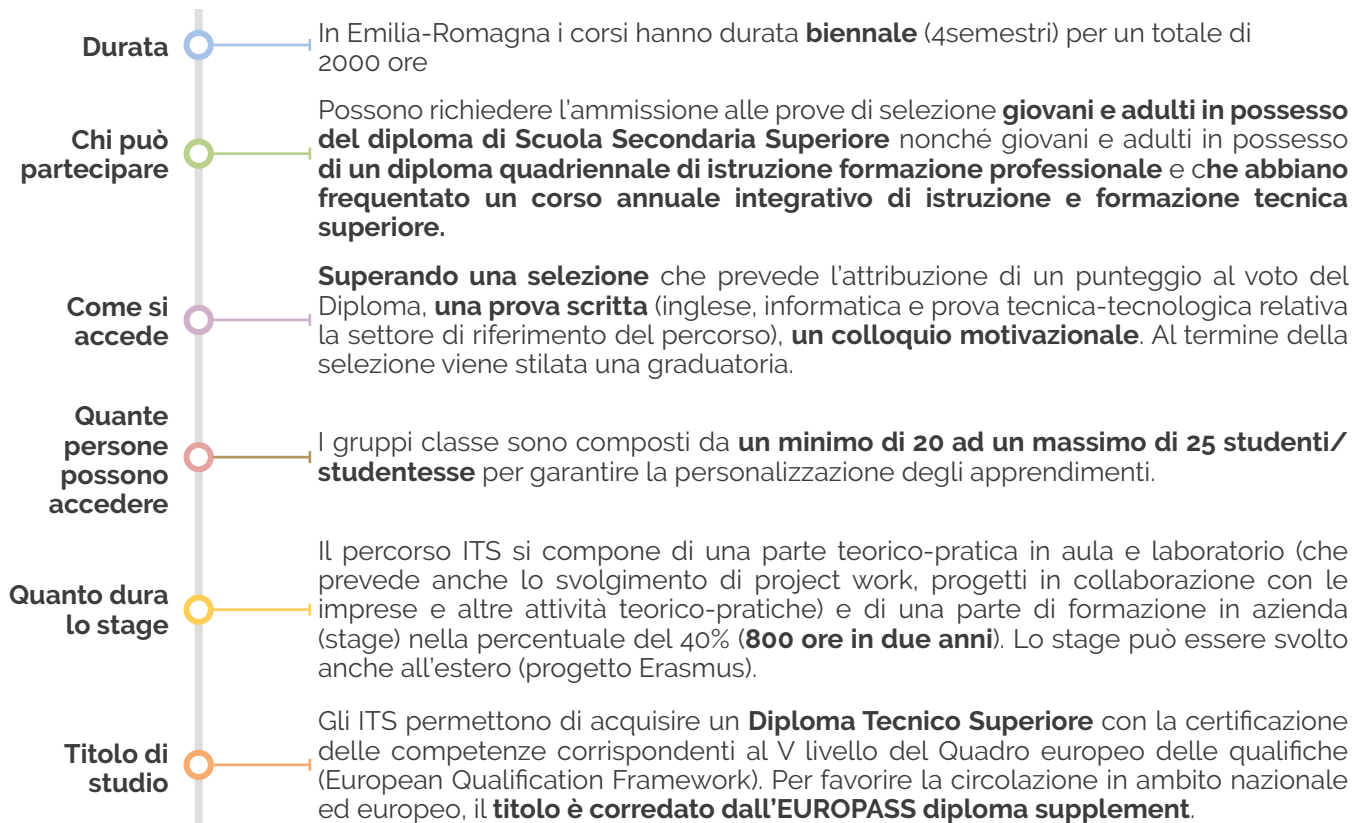 Durata
In Emilia-Romagna i corsi hanno durata biennale (4semestri) per un totale di
2000 ore
Chi può
partecipare
Possono richiedere l'ammissione alle prove di selezione giovani e adulti in possesso
del diploma di Scuola Secondaria Superiore nonché giovani e adulti in possesso
di un diploma quadriennale di istruzione formazione professionale e che abbiano
frequentato un corso annuale integrativo di istruzione e formazione tecnica
superiore.
Come si
accede
Superando una selezione che prevede l'attribuzione di un punteggio al voto del
Diploma, una prova scritta (inglese, informatica e prova tecnica-tecnologica relativa
la settore di riferimento del percorso), un colloquio motivazionale. Al termine della
selezione viene stilata una graduatoria.
Quante
persone
possono
accedere
I gruppi classe sono composti da un minimo di 20 ad un massimo di 25 studenti/
studentesse per garantire la personalizzazione degli apprendimenti.
Quanto dura
lo stage
Il percorso ITS si compone di una parte teorico-pratica in aula e laboratorio (che
prevede anche lo svolgimento di project work, progetti in collaborazione con le
imprese e altre attività teorico-pratiche) e di una parte di formazione in azienda
(stage) nella percentuale del 40% (800 ore in due anni). Lo stage può essere svolto
anche all'estero (progetto Erasmus).
Titolo di
studio
Gli ITS permettono di acquisire un Diploma Tecnico Superiore con la certificazione
delle competenze corrispondenti al V livello del Quadro europeo delle qualifiche
(European Qualification Framework). Per favorire la circolazione in ambito nazionale
ed europeo, il titolo è corredato dall'EUROPASS diploma supplement.